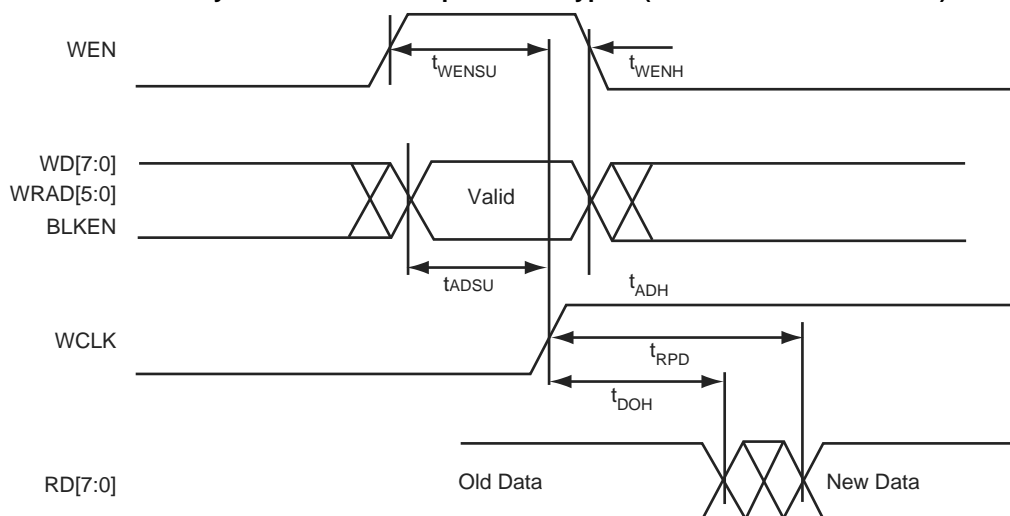 WEN
tWENSU
tWENH
WD[7:0]
WRAD[5:0]
BLKEN
Valid
tADSU
tADH
WCLK
tRPD
tDOH
RD[7:0]
Old Data
New Data